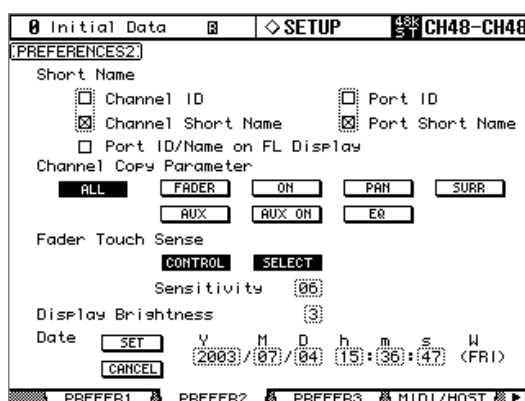 0 Initial Data R ◇SETUP 48K ST CH48-CH48
PREFERENCES2
Short Name
Channel ID Port ID
Channel Short Name Port Short Name
Port ID/Name on FL Display
Channel Copy Parameter
ALL FADER ON PAN SURR
AUX AUX ON EQ
Fader Touch Sense
CONTROL SELECT
Sensitivity 06
Display Brightness 3
Date SET Y M D h m s W
2003/07/04 15:36:47 (FRI)
CANCEL
PREFER1 PREFER2 PREFER3 MIDI/HOST